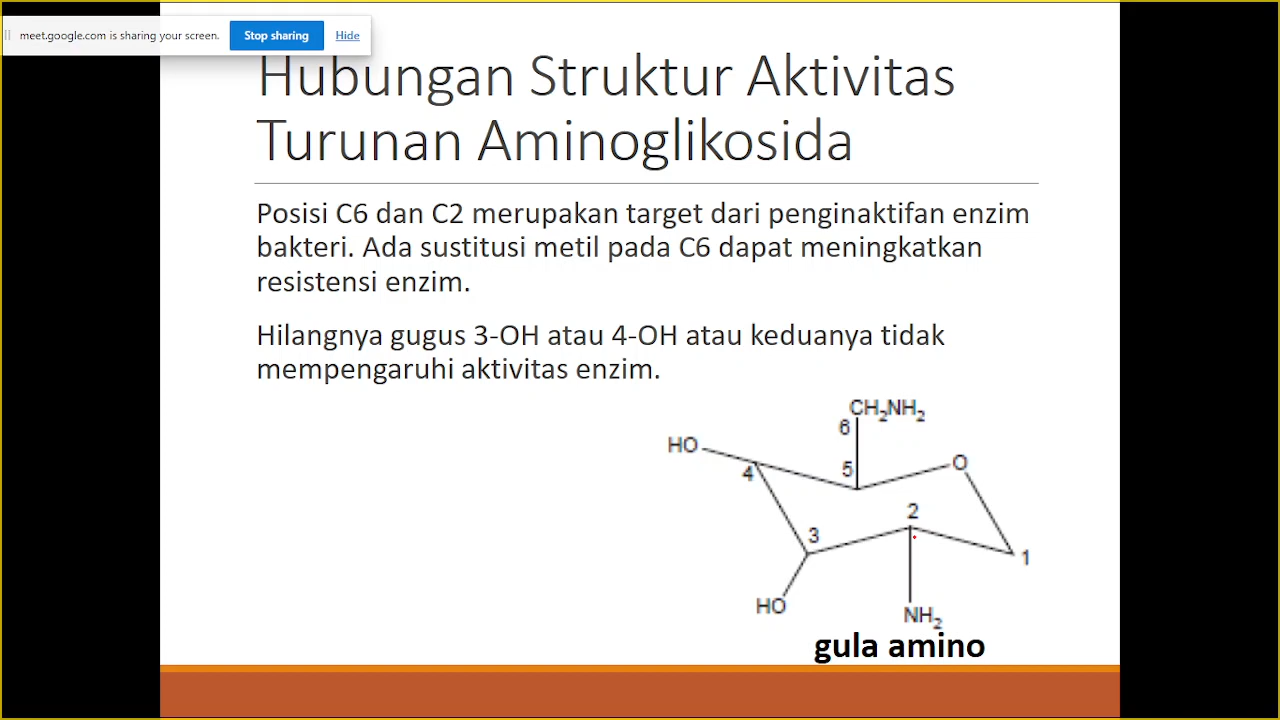 meet.google.com is sharing your screen. Stop sharing Hide
Hubungan Struktur Aktivitas
Turunan Aminoglikosida
Posisi C6 dan C2 merupakan target dari penginaktifan enzim
bakteri. Ada sustitusi metil pada C6 dapat meningkatkan
resistensi enzim.
Hilangnya gugus 3-OH atau 4-OH atau keduanya tidak
mempengaruhi aktivitas enzim.
CH2NH2
6
HO
4
5
O
2
3
1
HO
NH2
gula amino